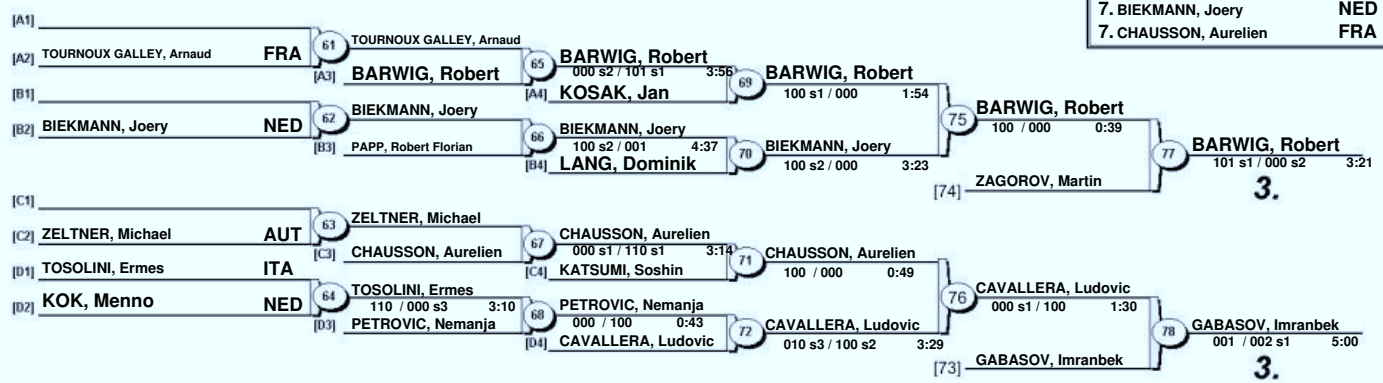 7. BIEKMANN, Joery NED
7. CHAUSSON, Aurelien FRA
[A1]
[A2] TOURNOUX GALLEY, Arnaud FRA
61
TOURNOUX GALLEY, Arnaud
[A3] BARWIG, Robert
65
BARWIG, Robert
000 s2 / 101 s1 3:56
[A4] KOSAK, Jan
69
BARWIG, Robert
100 s1 / 000 1:54
[B1]
[B2] BIEKMANN, Joery NED
62
BIEKMANN, Joery
[B3] PAPP, Robert Florian
66
BIEKMANN, Joery
100 s2 / 001 4:37
[B4] LANG, Dominik
70
BIEKMANN, Joery
100 s2 / 000 3:23
75
BARWIG, Robert
100 / 000 0:39
[74] ZAGOROV, Martin
77
BARWIG, Robert
101 s1 / 000 s2 3:21
3.
[C1]
[C2] ZELTNER, Michael AUT
63
ZELTNER, Michael
[C3] CHAUSSON, Aurelien
67
CHAUSSON, Aurelien
000 s1 / 110 s1 3:14
[C4] KATSUMI, Soshin
71
CHAUSSON, Aurelien
100 / 000 0:49
[D1] TOSOLINI, Ermes ITA
[D2] KOK, Menno NED
64
TOSOLINI, Ermes
110 / 000 s3 3:10
[D3] PETROVIC, Nemanja
68
PETROVIC, Nemanja
000 / 100 0:43
[D4] CAVALLERA, Ludovic
72
CAVALLERA, Ludovic
010 s3 / 100 s2 3:29
76
CAVALLERA, Ludovic
000 s1 / 100 1:30
[73] GABASOV, Imranbek
78
GABASOV, Imranbek
001 / 002 s1 5:00
3.